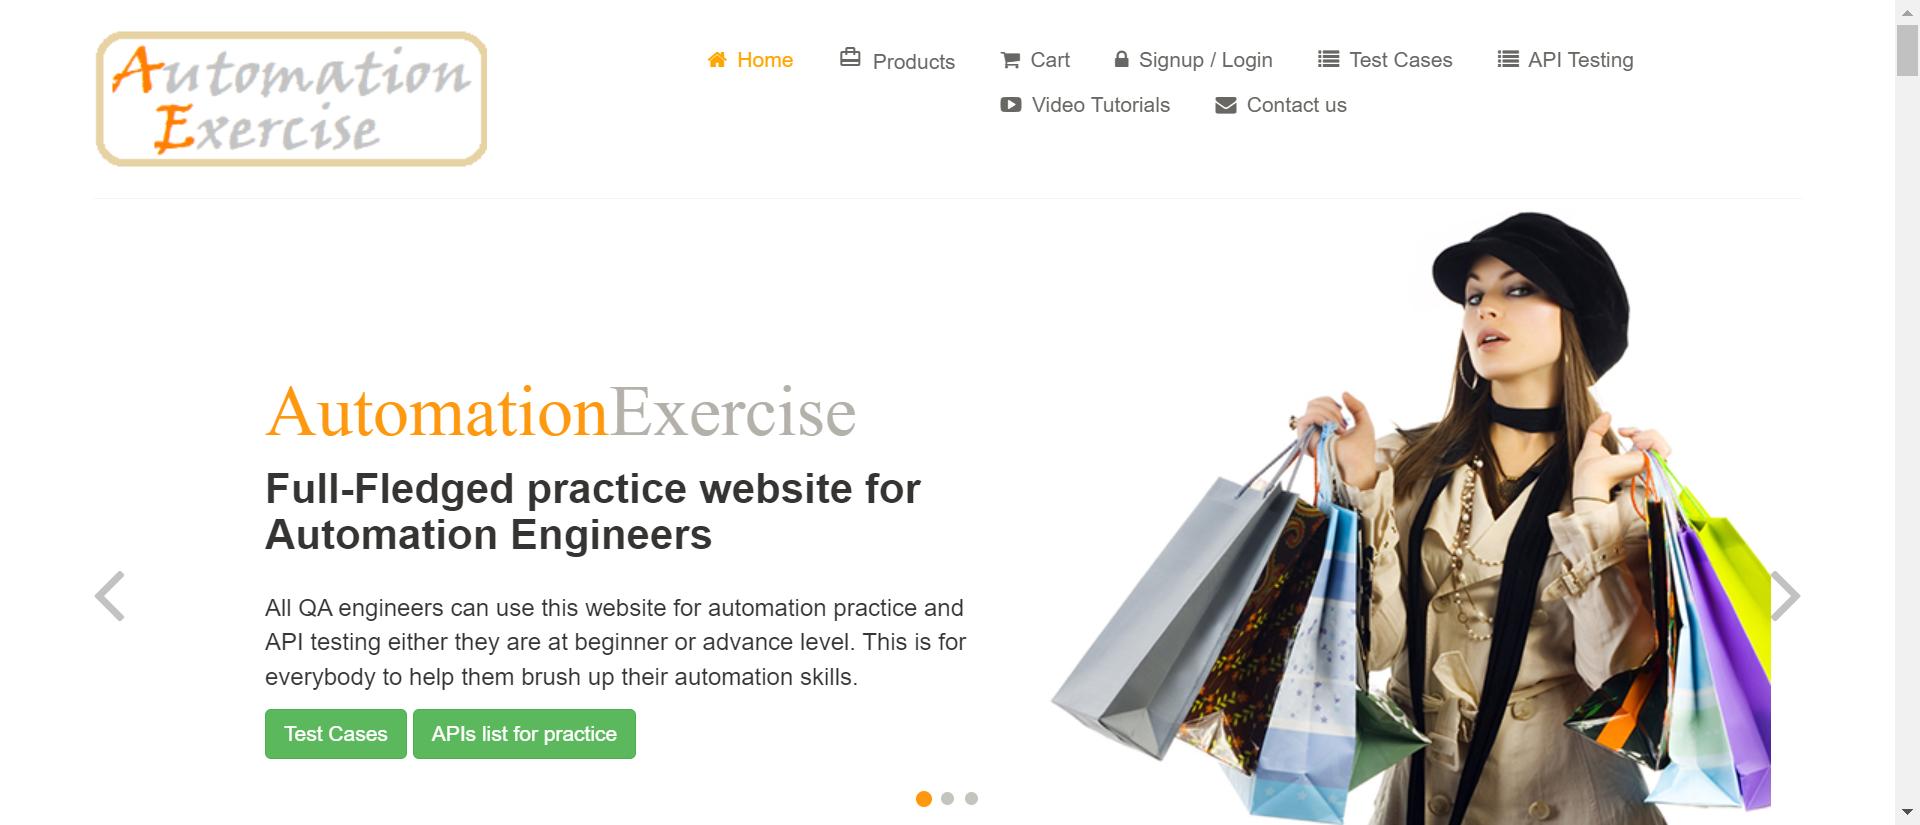 Automation
Exercise
Home Products Cart Signup / Login Test Cases API Testing
Video Tutorials Contact us
AutomationExercise
Full-Fledged practice website for
Automation Engineers
All QA engineers can use this website for automation practice and
API testing either they are at beginner or advance level. This is for
everybody to help them brush up their automation skills.
Test Cases APIs list for practice